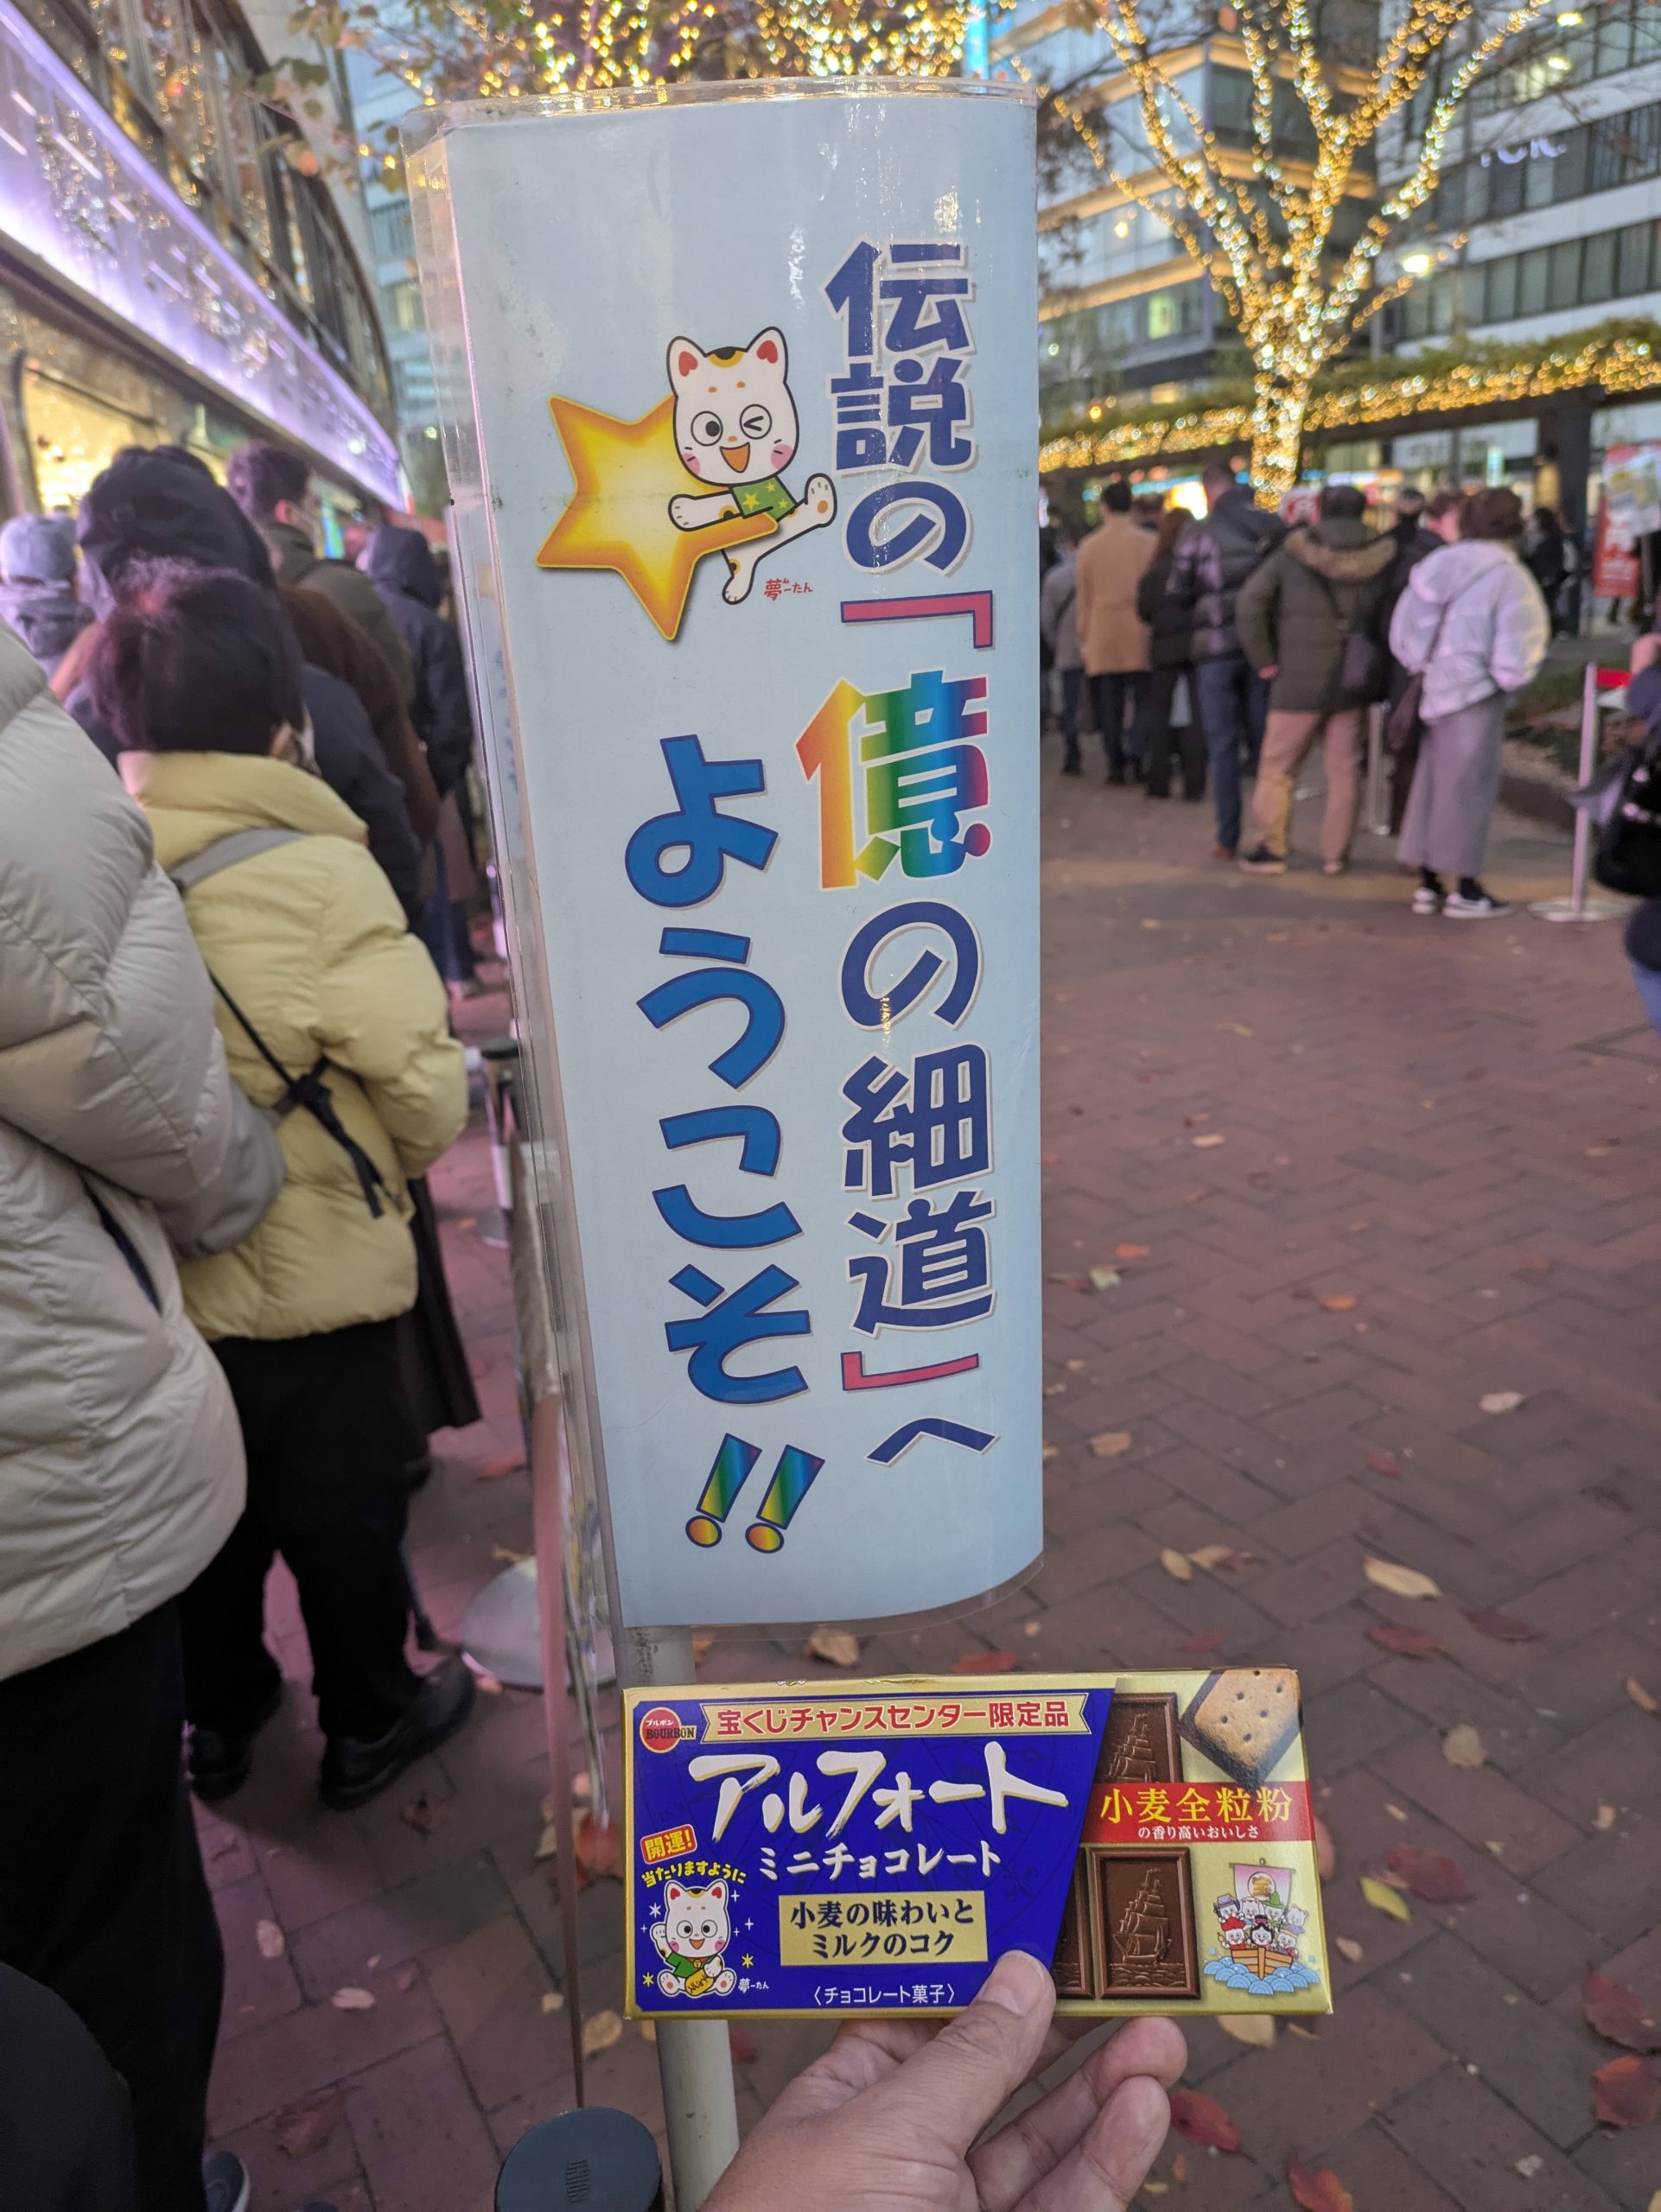 伝説の「億の細道」へ
ようこそ!!
夢ーたん
ブルボン
BOURBON
宝くじチャンスセンター限定品
アルフォート
ミニチョコレート
小麦の味わいと
ミルクのコク
〈チョコレート菓子〉
開運!
当たりますように
夢ーたん
小麦全粒粉
の香り高いおいしさ